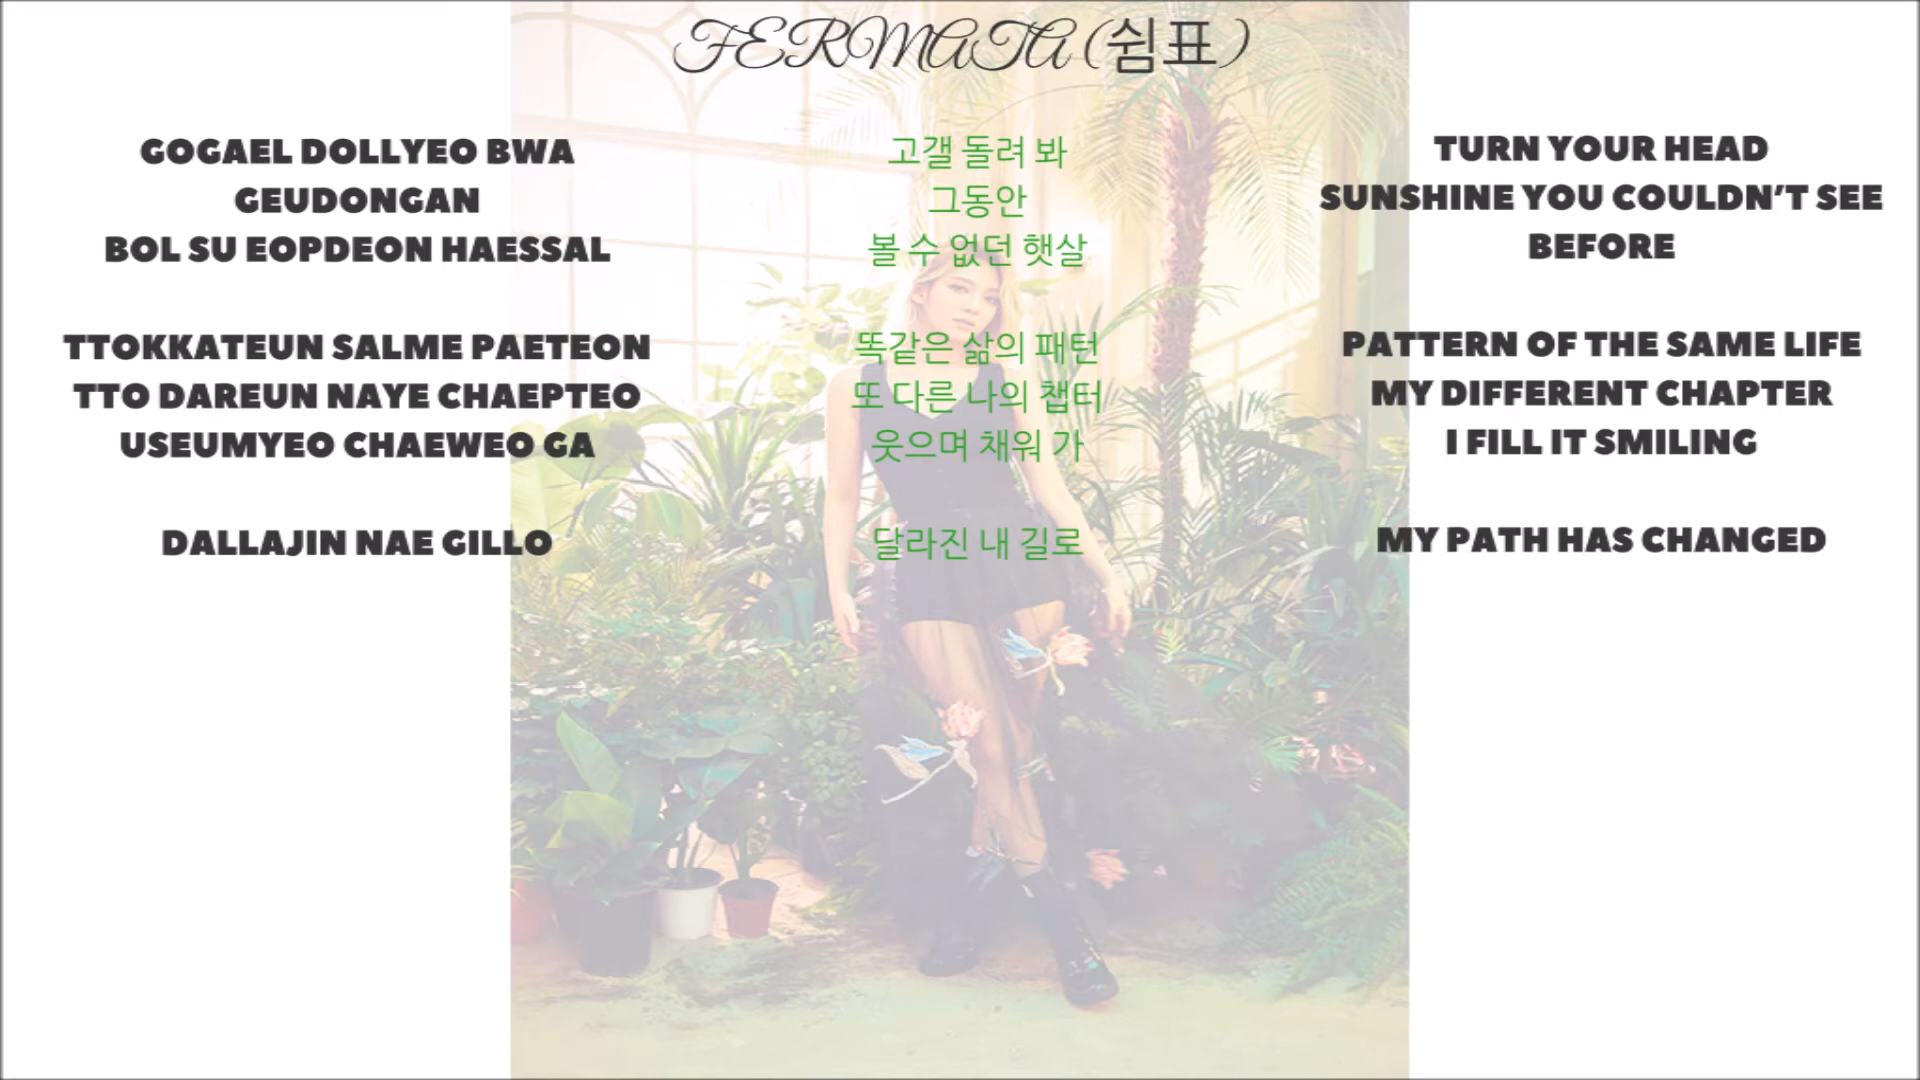 FERMATA (쉼표)
GOGAEL DOLLYEO BWA
GEUDONGAN
BOL SU EOPDEON HAESSAL
TTOKKATEUN SALME PAETEON
TTO DAREUN NAYE CHAEPTEO
USEUMYEO CHAEWEO GA
DALLAJIN NAE GILLO
고갤 돌려 봐
그동안
볼 수 없던 햇살
똑같은 삶의 패턴
또 다른 나의 챕터
웃으며 채워 가
달라진 내 길로
TURN YOUR HEAD
SUNSHINE YOU COULDN'T SEE
BEFORE
PATTERN OF THE SAME LIFE
MY DIFFERENT CHAPTER
I FILL IT SMILING
MY PATH HAS CHANGED